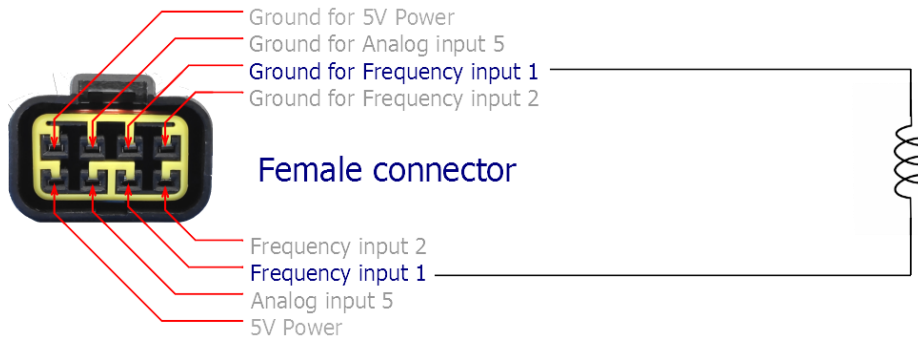 Ground for 5V Power
Ground for Analog input 5
Ground for Frequency input 1
Ground for Frequency input 2
Female connector
Frequency input 2
Frequency input 1
Analog input 5
5V Power